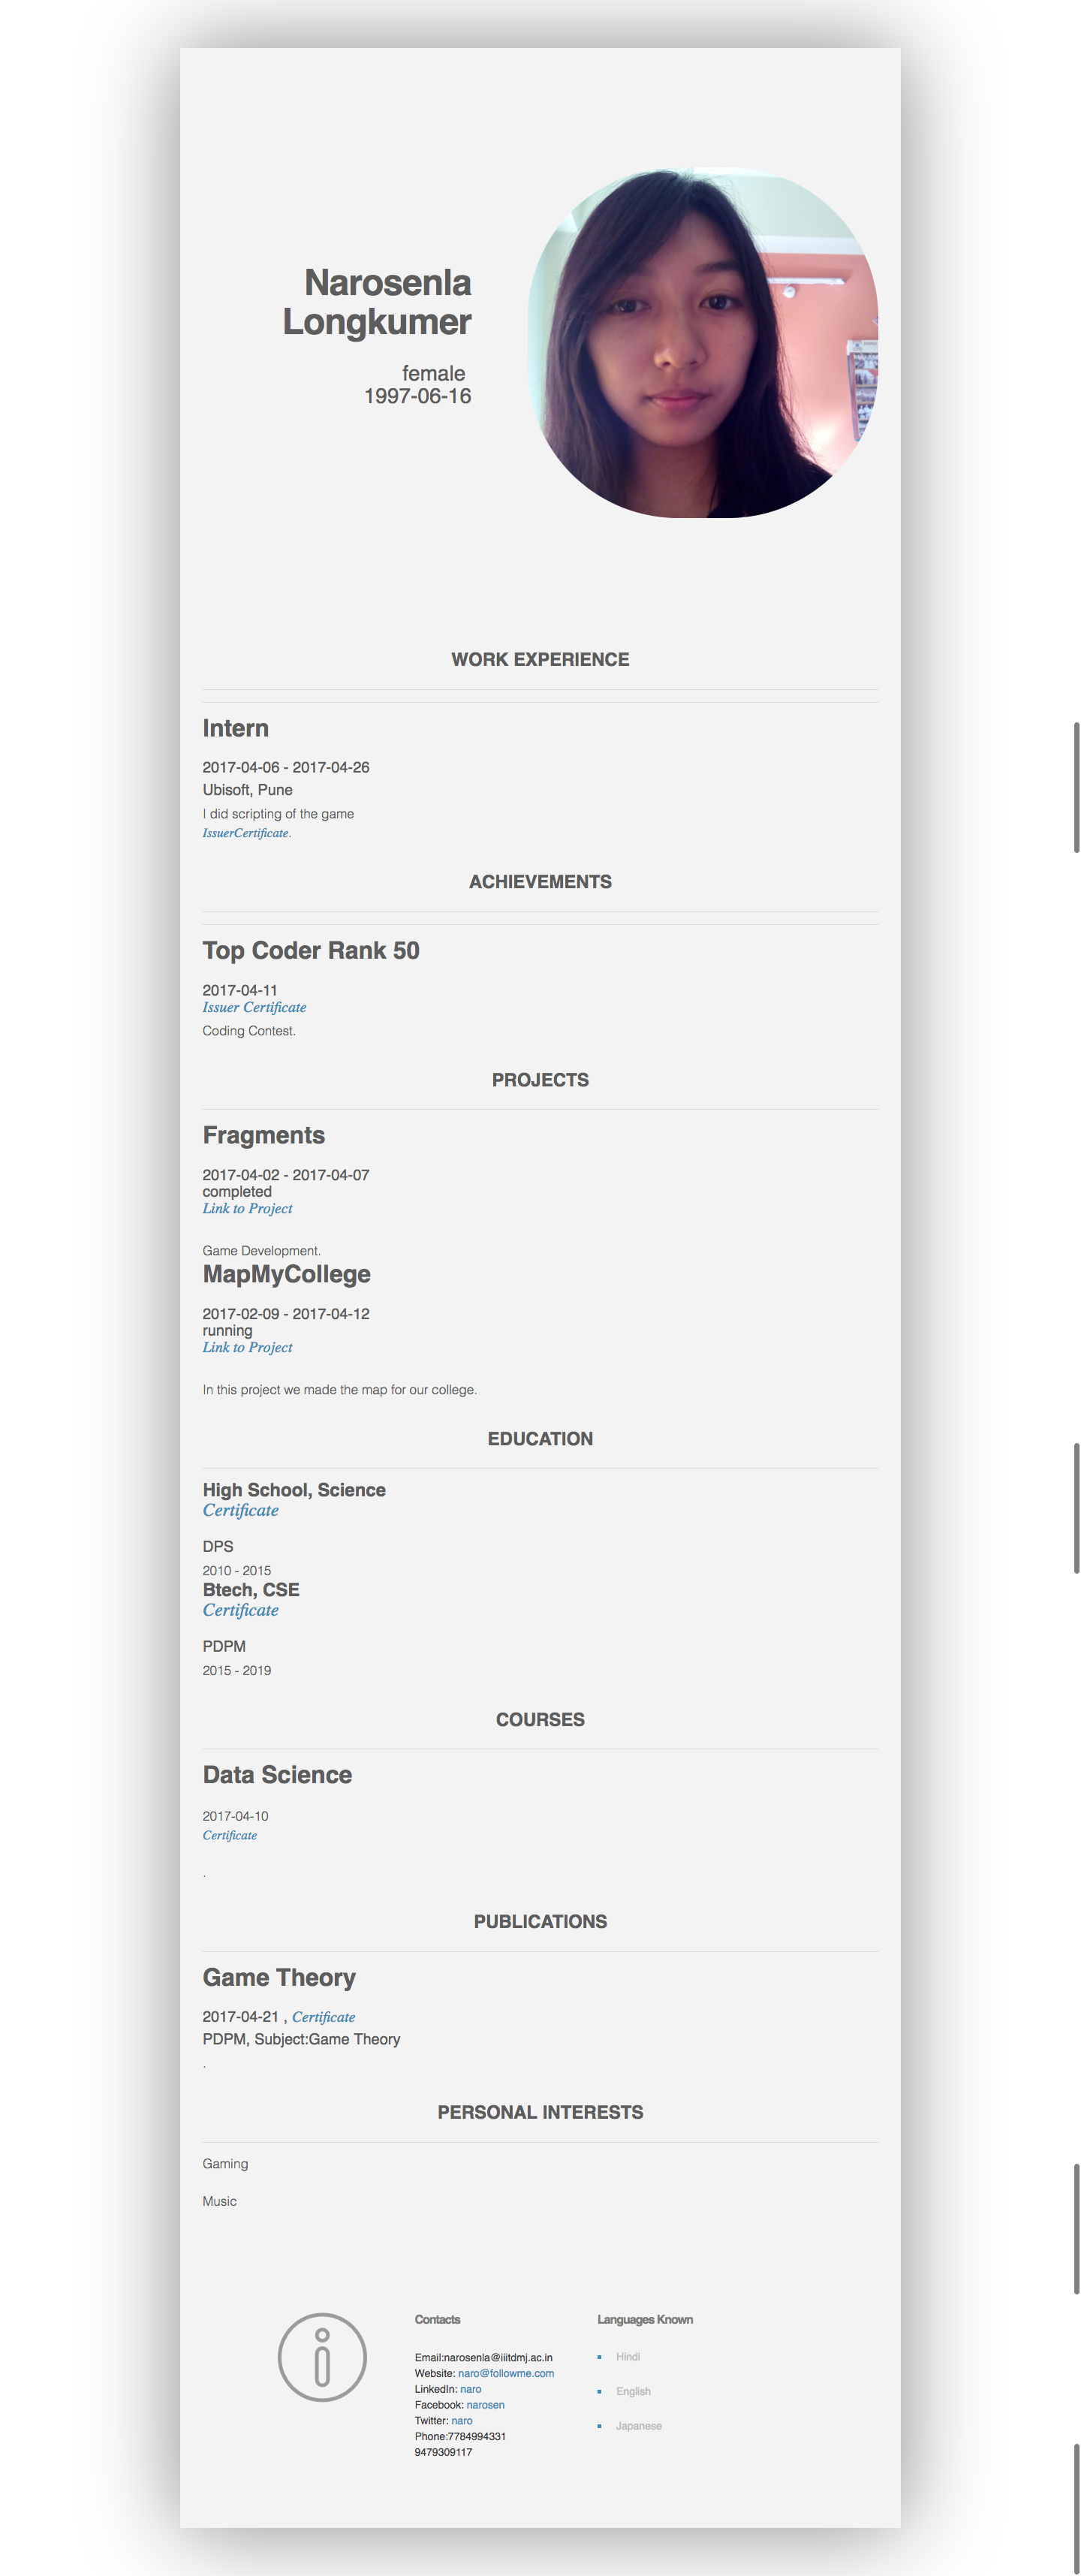 Narosenla
Longkumer
female
1997-06-16
WORK EXPERIENCE
Intern
2017-04-06 - 2017-04-26
Ubisoft, Pune
I did scripting of the game
IssuerCertificate.
ACHIEVEMENTS
Top Coder Rank 50
2017-04-11
Issuer Certificate
Coding Contest.
PROJECTS
Fragments
2017-04-02 - 2017-04-07
completed
Link to Project
Game Development.
MapMyCollege
2017-02-09 - 2017-04-12
running
Link to Project
In this project we made the map for our college.
EDUCATION
High School, Science
Certificate
DPS
2010 - 2015
Btech, CSE
Certificate
PDPM
2015 - 2019
COURSES
Data Science
2017-04-10
Certificate
.
PUBLICATIONS
Game Theory
2017-04-21 , Certificate
PDPM, Subject:Game Theory
.
PERSONAL INTERESTS
Gaming
Music
Contacts
Email:narosenla@iiitdmj.ac.in
Website: naro@followme.com
LinkedIn: naro
Facebook: narosen
Twitter: naro
Phone:7784994331
9479309117
Languages Known
Hindi
English
Japanese